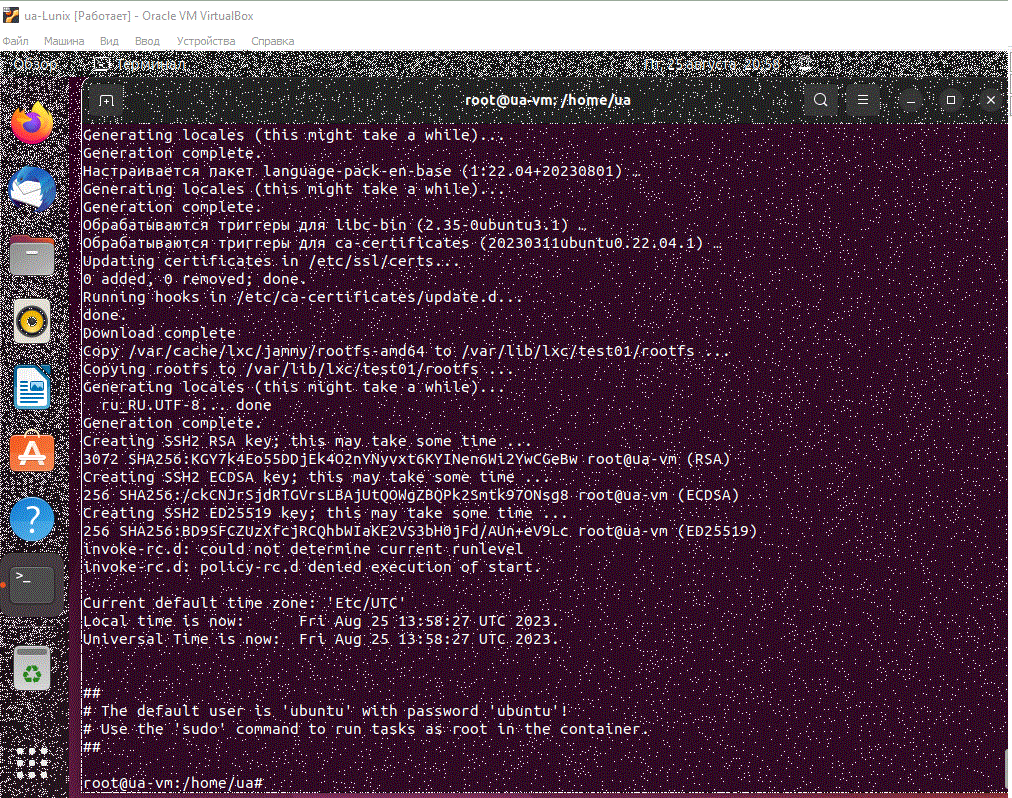 ua-Lunix [Работает] - Oracle VM VirtualBox
Файл Машина Вид Ввод Устройства Справка
Обзор Терминал Пт, 25 августа, 20:58
root@ua-vm: /home/ua
Generating locales (this might take a while)...
Generation complete.
Настраивается пакет language-pack-en-base (1:22.04+20230801) …
Generating locales (this might take a while)...
Generation complete.
Обрабатываются триггеры для libc-bin (2.35-0ubuntu3.1) …
Обрабатываются триггеры для ca-certificates (20230311ubuntu0.22.04.1) …
Updating certificates in /etc/ssl/certs...
0 added, 0 removed; done.
Running hooks in /etc/ca-certificates/update.d...
done.
Download complete
Copy /var/cache/lxc/jammy/rootfs-amd64 to /var/lib/lxc/test01/rootfs ...
Copying rootfs to /var/lib/lxc/test01/rootfs ...
Generating locales (this might take a while)...
ru_RU.UTF-8... done
Generation complete.
Creating SSH2 RSA key; this may take some time ...
3072 SHA256:KGY7k4Eo55DDjEk4O2nYNyvxt6KYINen6Wi2YwCGeBw root@ua-vm (RSA)
Creating SSH2 ECDSA key; this may take some time ...
256 SHA256:/ckCNJrSjdRTGVrsLBAjUtQOWgZBQPk2Smtk97ONsg8 root@ua-vm (ECDSA)
Creating SSH2 ED25519 key; this may take some time ...
256 SHA256:BD9SFCZUzXfcjRCQhbWIaKE2VS3bH0jFd/AUn+eV9Lc root@ua-vm (ED25519)
invoke-rc.d: could not determine current runlevel
invoke-rc.d: policy-rc.d denied execution of start.
Current default time zone: 'Etc/UTC'
Local time is now: Fri Aug 25 13:58:27 UTC 2023.
Universal Time is now: Fri Aug 25 13:58:27 UTC 2023.
##
# The default user is 'ubuntu' with password 'ubuntu'!
# Use the 'sudo' command to run tasks as root in the container.
##
root@ua-vm:/home/ua#